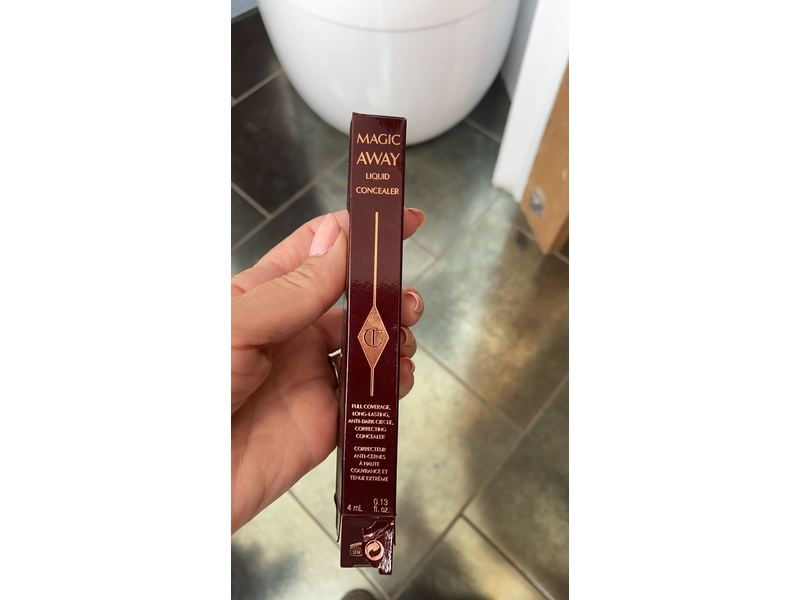 MAGIC
AWAY
LIQUID
CONCEALER
FULL COVERAGE,
LONG-LASTING,
ANTI-DARK CIRCLE,
CORRECTING
CONCEALER
CORRECTEUR
ANTI-CERNES
À HAUTE
COUVRANCE ET
TENUE EXTRÊME
4 mL 0.13
fl. oz.